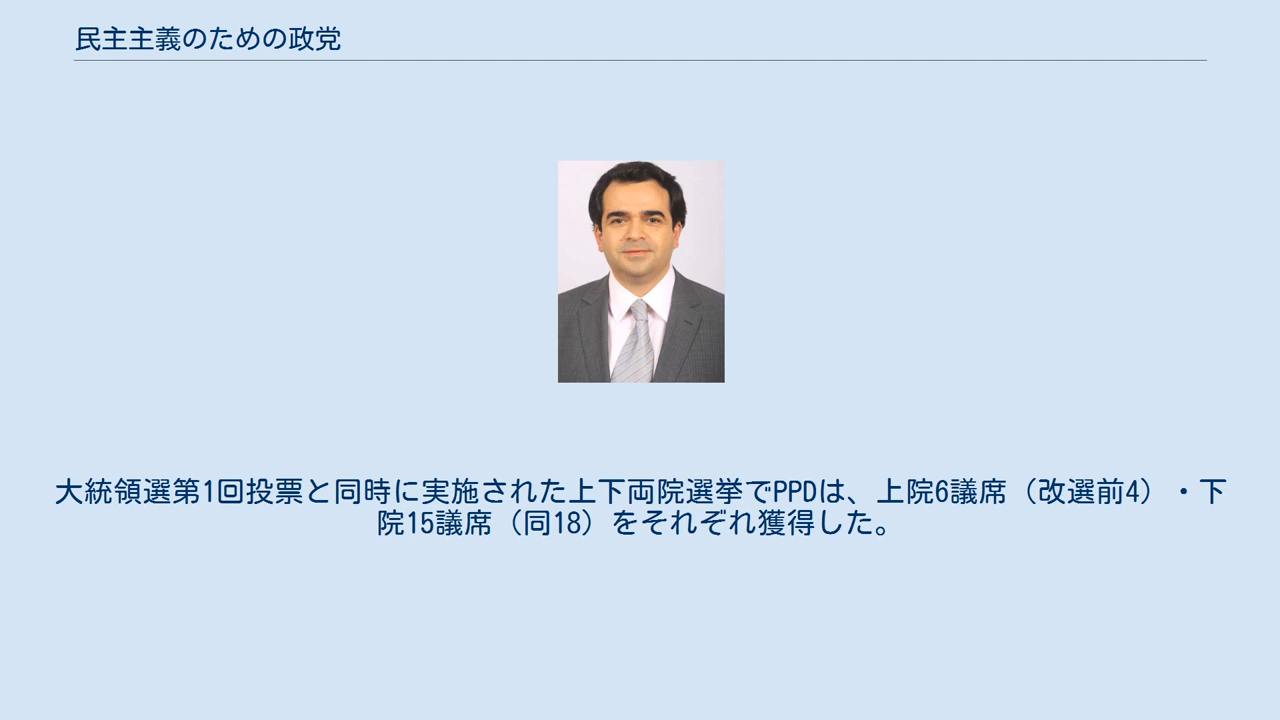 民主主義のための政党
大統領選第1回投票と同時に実施された上下両院選挙でPPDは、上院6議席（改選前4）・下
院15議席（同18）をそれぞれ獲得した。